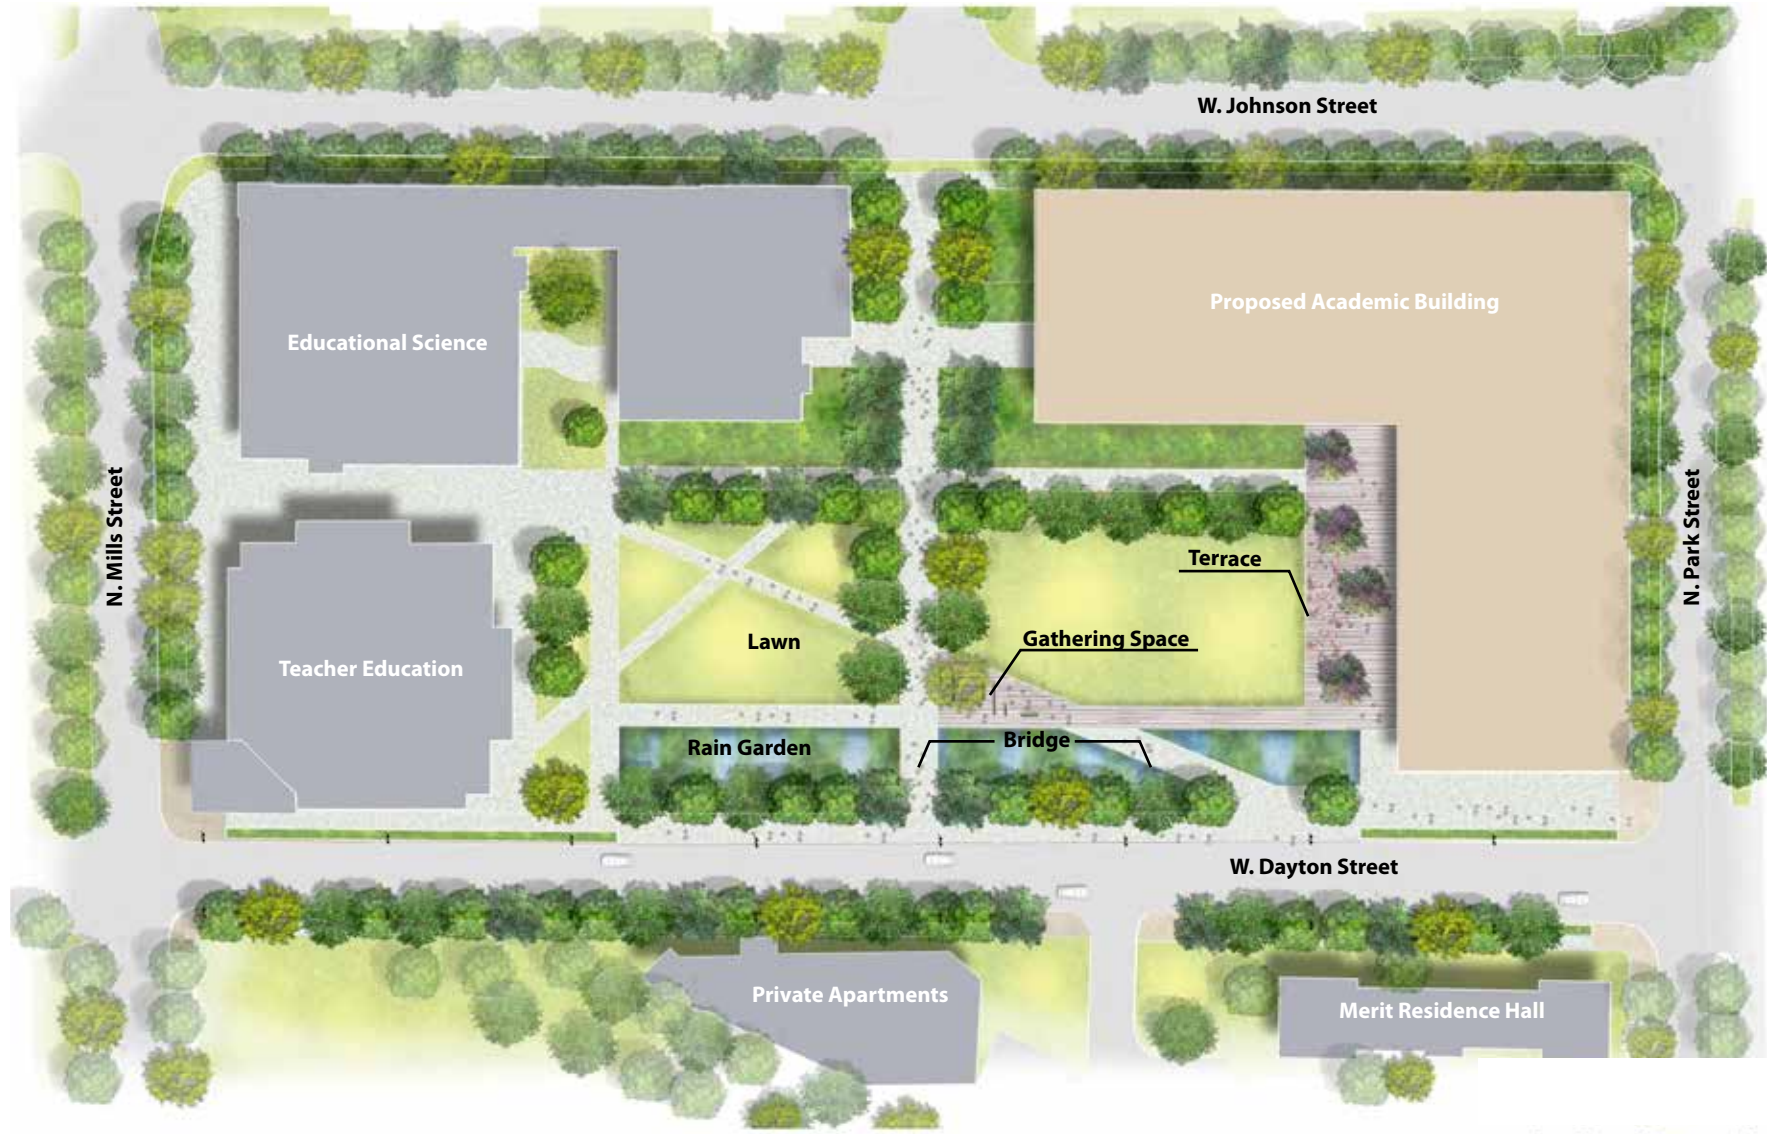 W. Johnson Street
Proposed Academic Building
Educational Science
N. Mills Street
N. Park Street
Terrace
Gathering Space
Lawn
Teacher Education
Rain Garden
Bridge
W. Dayton Street
Private Apartments
Merit Residence Hall